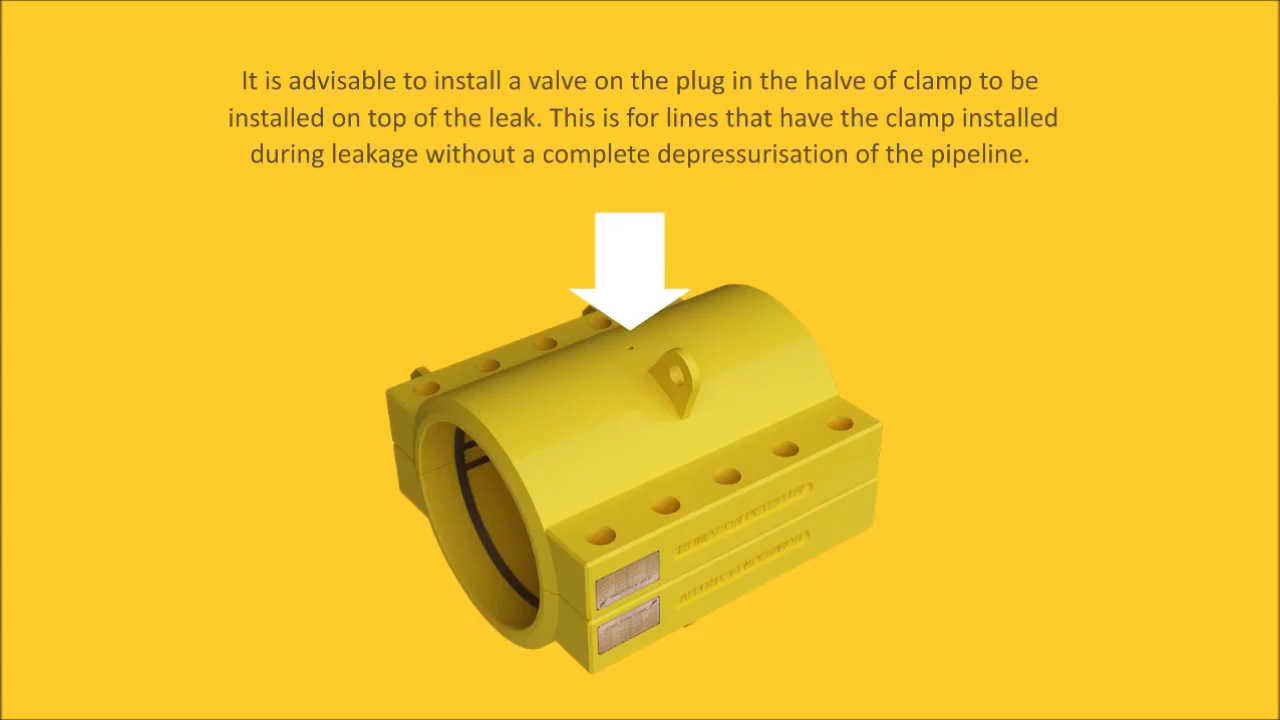 It is advisable to install a valve on the plug in the halve of clamp to be
installed on top of the leak. This is for lines that have the clamp installed
during leakage without a complete depressurisation of the pipeline.